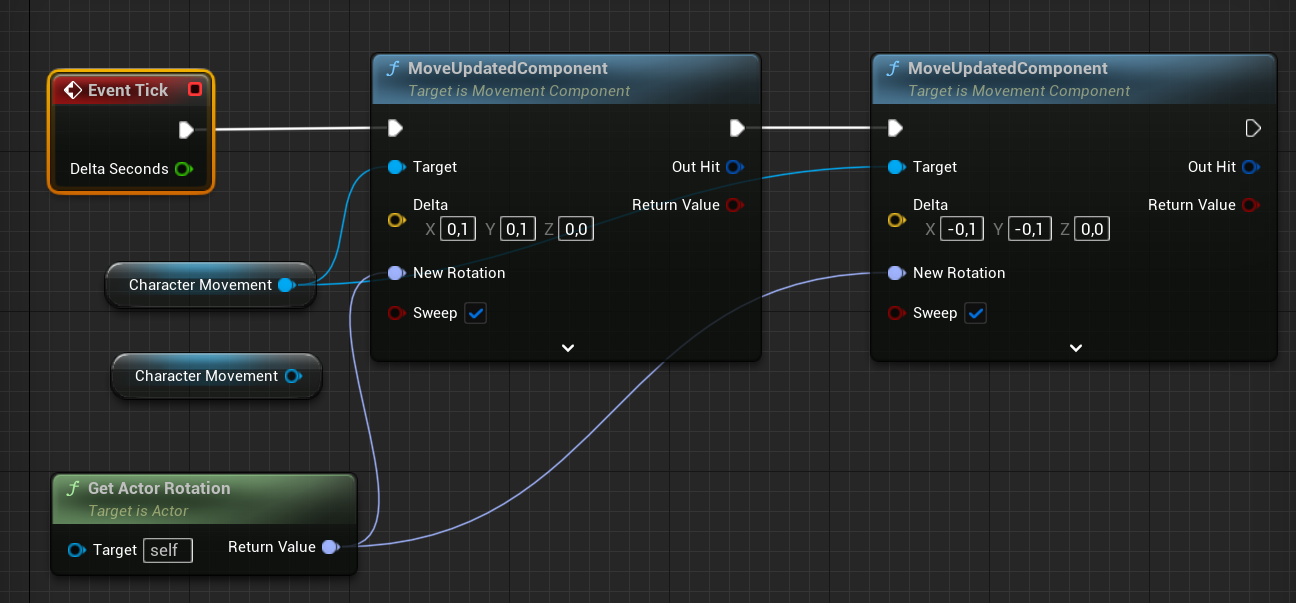 Event Tick
Delta Seconds
Character Movement
Character Movement
Get Actor Rotation
Target is Actor
Target self Return Value
MoveUpdatedComponent
Target is Movement Component
Target Out Hit
Delta Return Value
X 0,1 Y 0,1 Z 0,0
New Rotation
Sweep
MoveUpdatedComponent
Target is Movement Component
Target Out Hit
Delta Return Value
X -0,1 Y -0,1 Z 0,0
New Rotation
Sweep